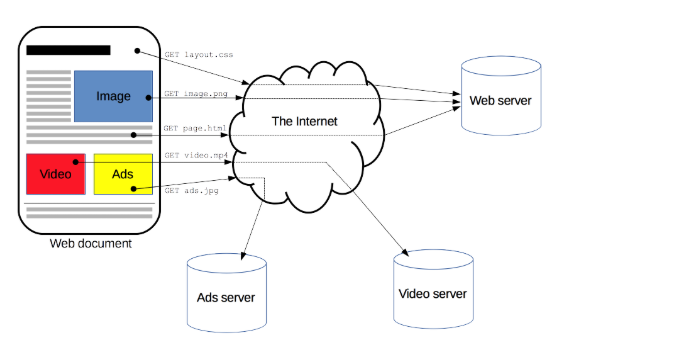 GET layout.css
Image
GET image.png
The Internet
Web server
GET page.html
GET video.mp4
Video
Ads
GET ads.jpg
Web document
Ads server
Video server